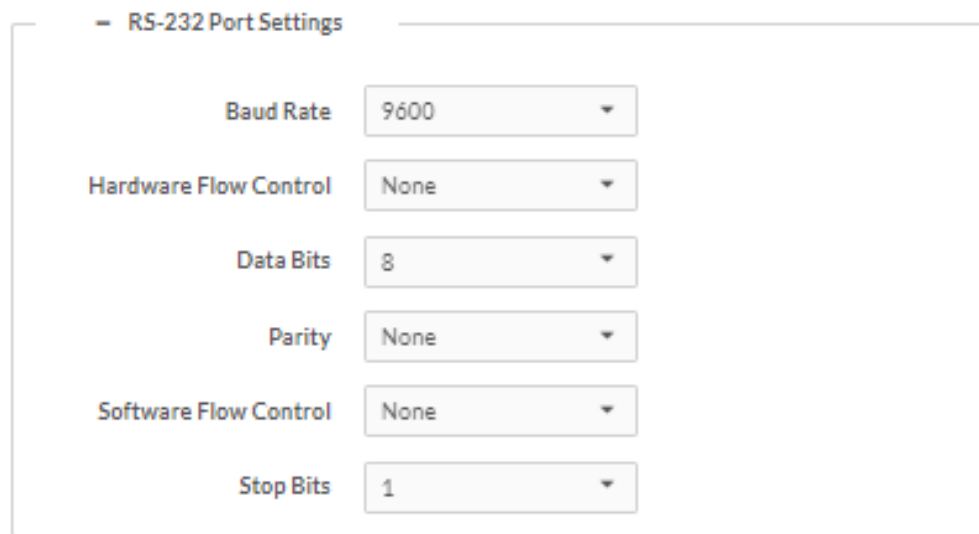 – RS-232 Port Settings
Baud Rate 9600
Hardware Flow Control None
Data Bits 8
Parity None
Software Flow Control None
Stop Bits 1